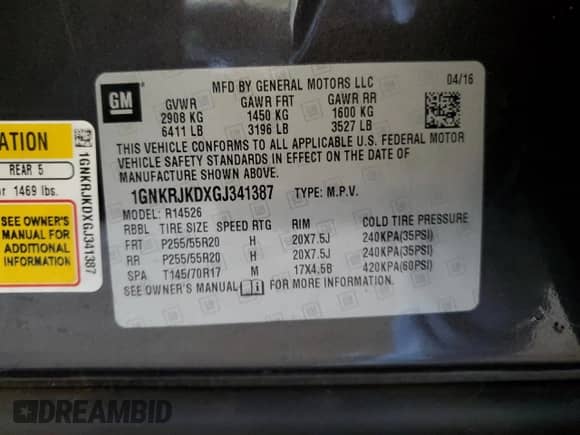 MFD BY GENERAL MOTORS LLC 04/16
GM
GVWR GAWR FRT GAWR RR
2908 KG 1450 KG 1600 KG
6411 LB 3196 LB 3527 LB
THIS VEHICLE CONFORMS TO ALL APPLICABLE U.S. FEDERAL MOTOR
VEHICLE SAFETY STANDARDS IN EFFECT ON THE DATE OF
MANUFACTURE SHOWN ABOVE.
1GNKRJKDXGJ341387 TYPE: M.P.V.
MODEL: R14526
RBBL TIRE SIZE SPEED RTG RIM COLD TIRE PRESSURE
FRT P255/55R20 H 20X7.5J 240KPA(35PSI)
RR P255/55R20 H 20X7.5J 240KPA(35PSI)
SPA T145/70R17 M 17X4.5B 420KPA(60PSI)
SEE OWNER'S MANUAL i FOR MORE INFORMATION.
ATION
REAR 5
or 1469 lbs.
SEE OWNER'S
MANUAL FOR
ADDITIONAL
INFORMATION
1GNKRJKDXGJ341387
DREAMBID